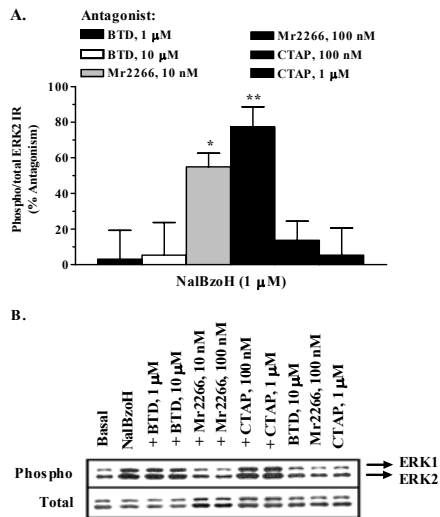 A.
Antagonist:
BTD, 1 μM
BTD, 10 μM
Mr2266, 10 nM
Mr2266, 100 nM
CTAP, 100 nM
CTAP, 1 μM
Phospho/total ERK2 IR
(% Antagonism)
100
80
60
40
20
0
*
**
NalBzoH (1 μM)
B.
Basal
NalBzoH
+ BTD, 1 μM
+ BTD, 10 μM
+ Mr2266, 10 nM
+ Mr2266, 100 nM
+ CTAP, 100 nM
+ CTAP, 1 μM
BTD, 10 μM
Mr2266, 100 nM
CTAP, 1 μM
Phospho
ERK1
ERK2
Total